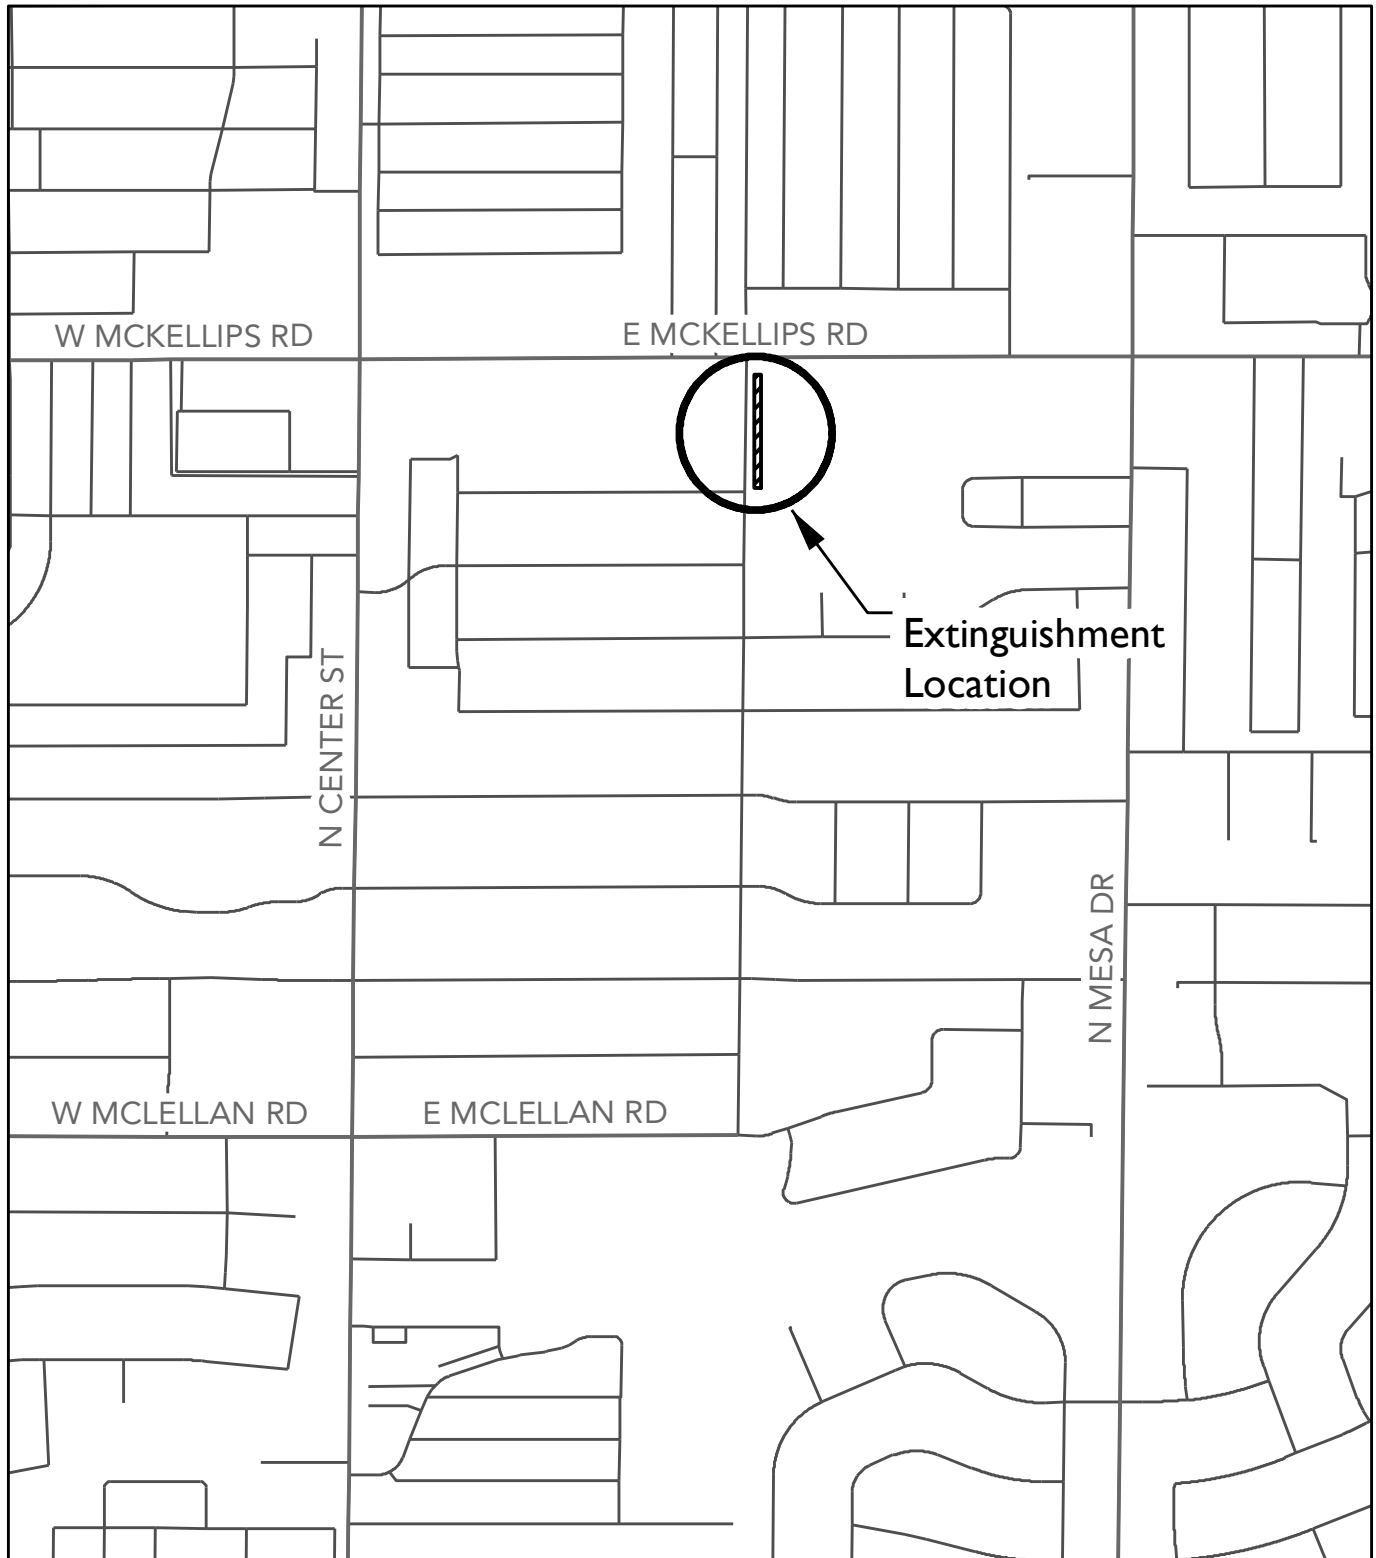 W MCKELLIPS RD
E MCKELLIPS RD
Extinguishment
Location
N CENTER ST
N MESA DR
W MCLELLAN RD
E MCLELLAN RD